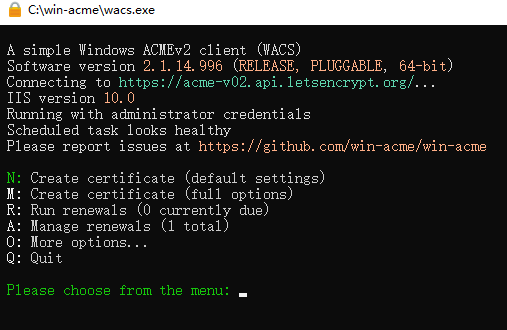 C:\win-acme\wacs.exe
A simple Windows ACMEv2 client (WACS)
Software version 2.1.14.996 (RELEASE, PLUGGABLE, 64-bit)
Connecting to https://acme-v02.api.letsencrypt.org/...
IIS version 10.0
Running with administrator credentials
Scheduled task looks healthy
Please report issues at https://github.com/win-acme/win-acme
N: Create certificate (default settings)
M: Create certificate (full options)
R: Run renewals (0 currently due)
A: Manage renewals (1 total)
O: More options...
Q: Quit
Please choose from the menu: